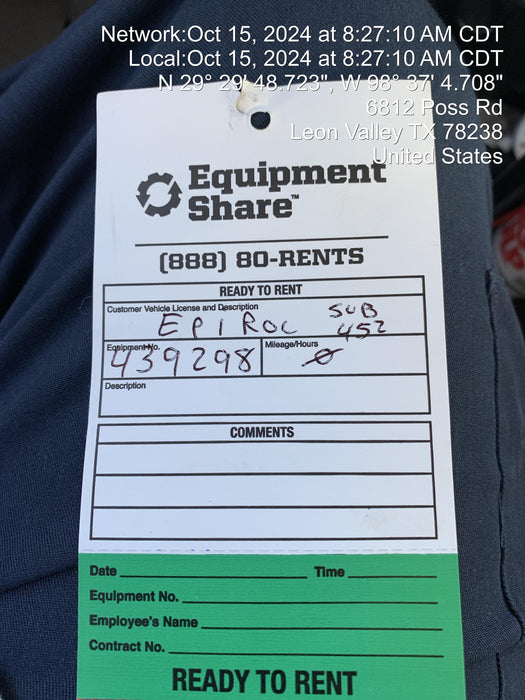 Network:Oct 15, 2024 at 8:27:10 AM CDT
Local:Oct 15, 2024 at 8:27:10 AM CDT
N 29° 29' 48.723", W 98° 37' 4.708"
6812 Poss Rd
Leon Valley TX 78238
United States
Equipment
Share™
(888) 80-RENTS
READY TO RENT
Customer Vehicle License and Description
EPIROC SUB 452
Equipment No. Mileage/Hours
439298 0
Description
COMMENTS
Date Time
Equipment No.
Employee's Name
Contract No.
READY TO RENT